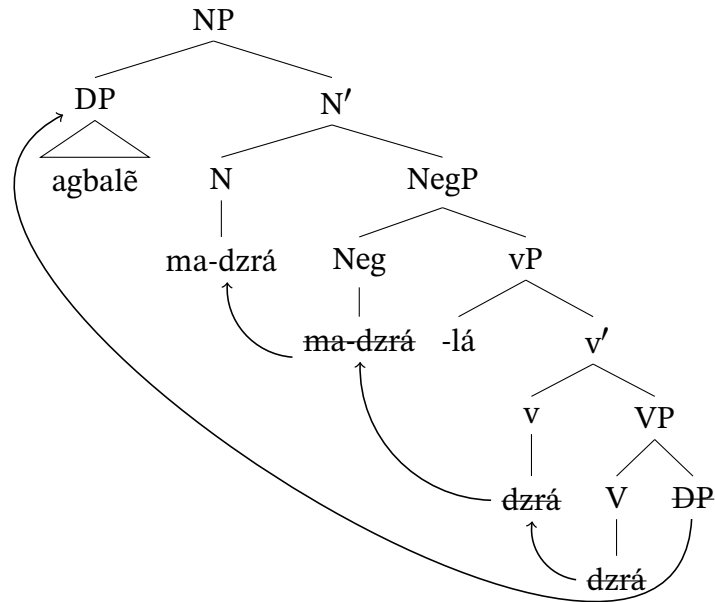 NP
DP N′
agbalẽ N NegP
ma-dzrá Neg vP
ma-dzrá -lá v′
v VP
dzrá V DP
dzrá